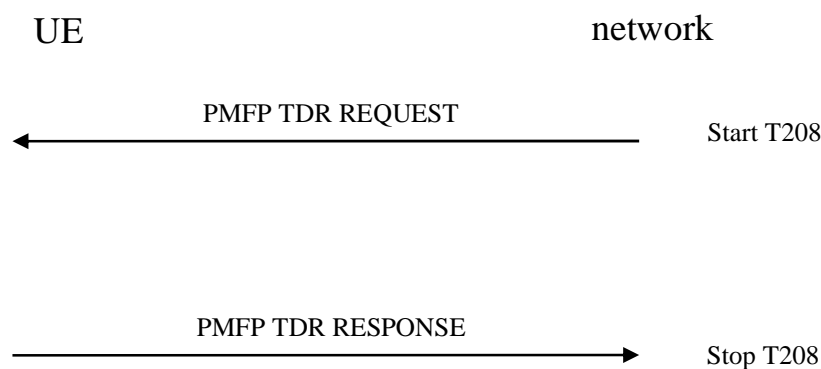 UE
network
PMFP TDR REQUEST
Start T208
PMFP TDR RESPONSE
Stop T208